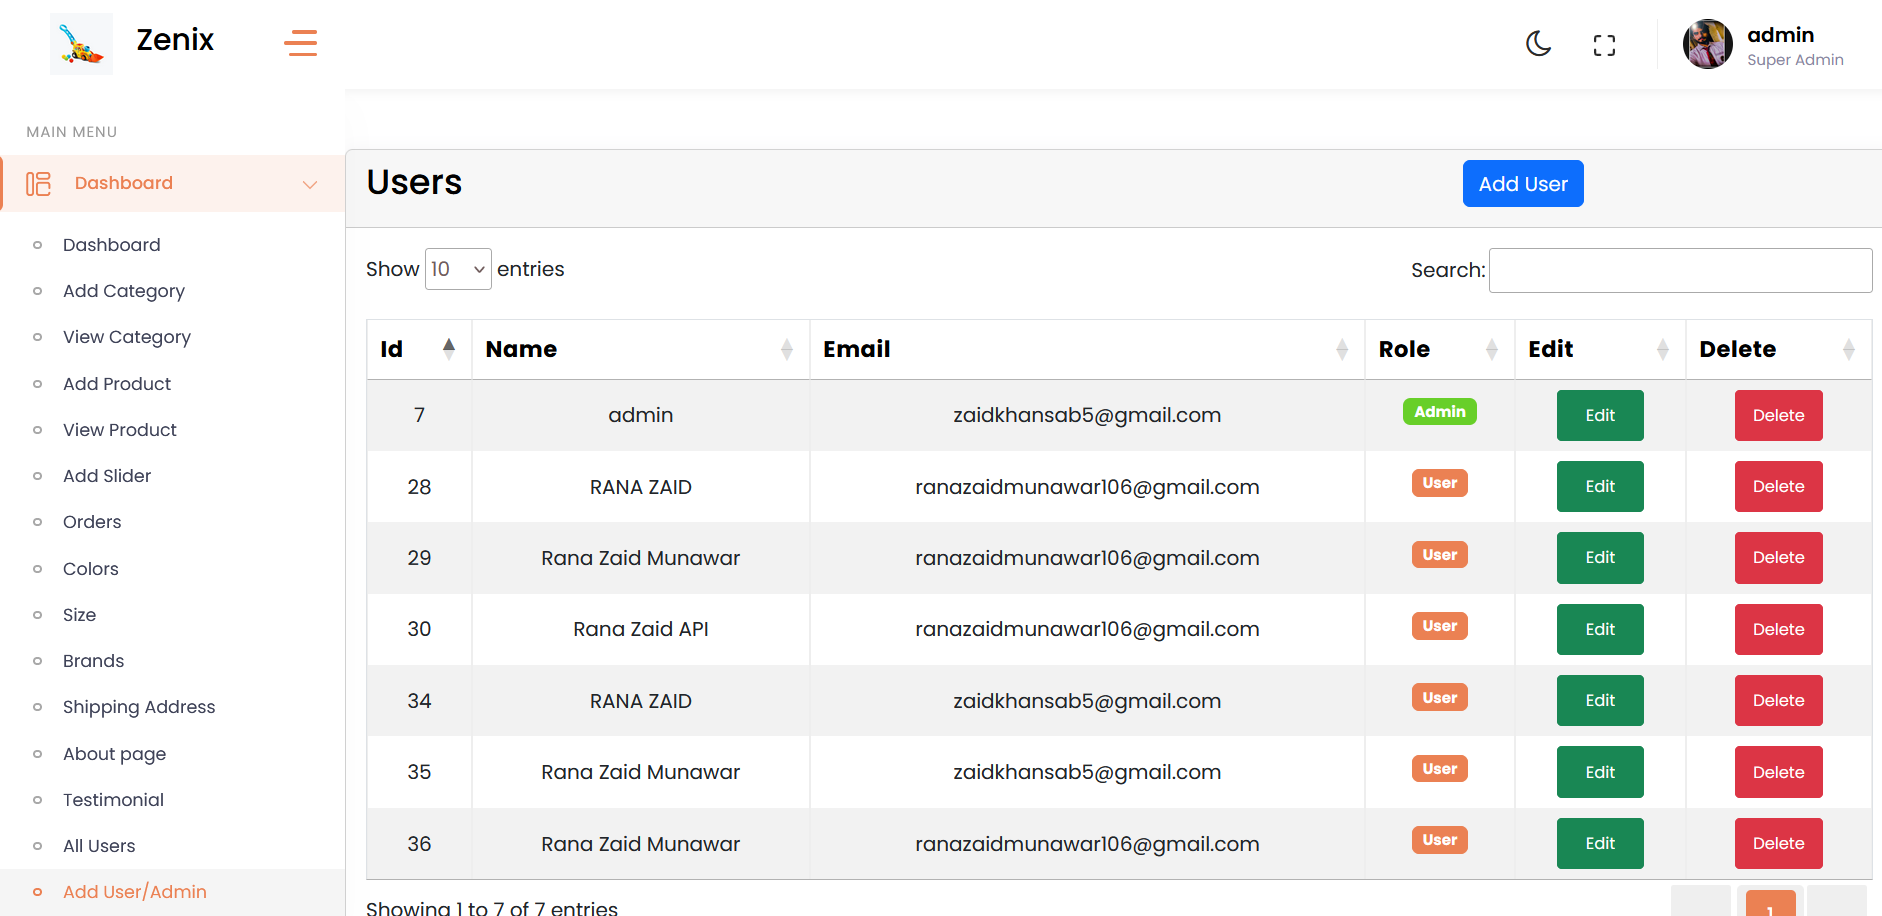 Zenix
admin
Super Admin
MAIN MENU
Dashboard
Dashboard
Add Category
View Category
Add Product
View Product
Add Slider
Orders
Colors
Size
Brands
Shipping Address
About page
Testimonial
All Users
Add User/Admin
Users
Add User
Show 10 entries
Search:
Id Name Email Role Edit Delete
7 admin zaidkhansab5@gmail.com Admin Edit Delete
28 RANA ZAID ranazaidmunawar106@gmail.com User Edit Delete
29 Rana Zaid Munawar ranazaidmunawar106@gmail.com User Edit Delete
30 Rana Zaid API ranazaidmunawar106@gmail.com User Edit Delete
34 RANA ZAID zaidkhansab5@gmail.com User Edit Delete
35 Rana Zaid Munawar zaidkhansab5@gmail.com User Edit Delete
36 Rana Zaid Munawar ranazaidmunawar106@gmail.com User Edit Delete
Showing 1 to 7 of 7 entries
1